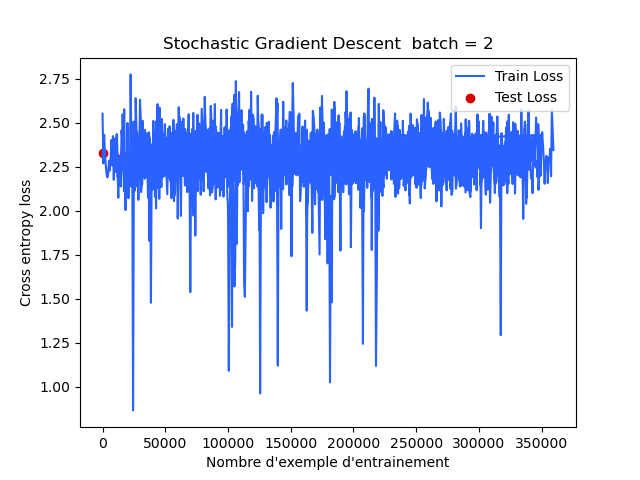 Stochastic Gradient Descent  batch = 2
Train Loss
Test Loss
Cross entropy loss
2.75
2.50
2.25
2.00
1.75
1.50
1.25
1.00
0 50000 100000 150000 200000 250000 300000 350000
Nombre d'exemple d'entrainement